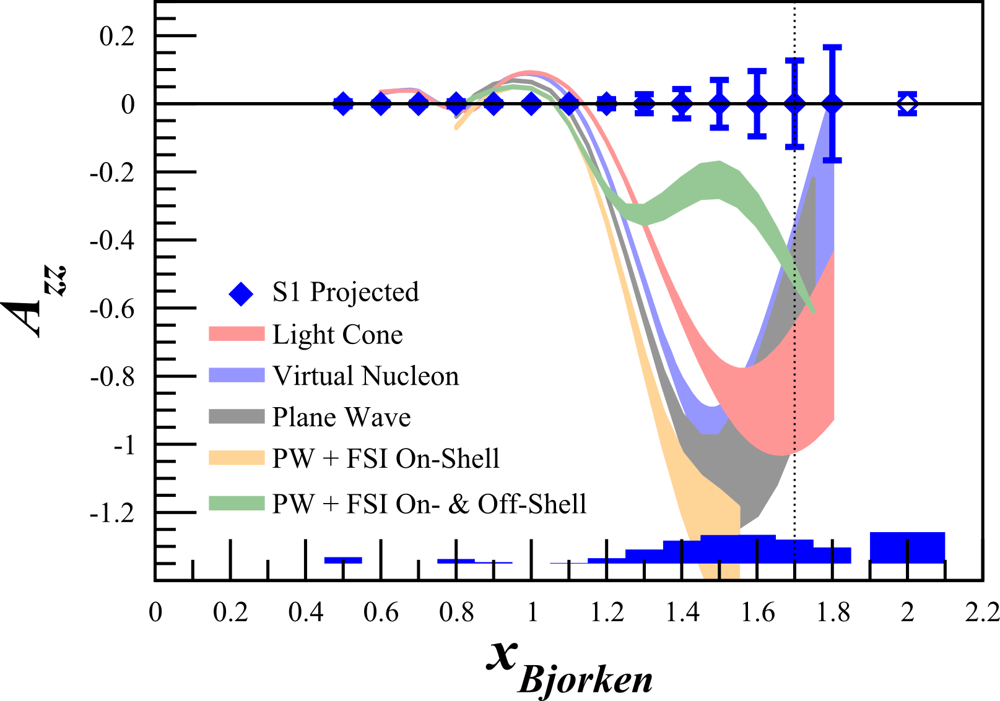 0.2
0
-0.2
-0.4
-0.6
-0.8
-1
-1.2
A zz
S1 Projected
Light Cone
Virtual Nucleon
Plane Wave
PW + FSI On-Shell
PW + FSI On- & Off-Shell
0 0.2 0.4 0.6 0.8 1 1.2 1.4 1.6 1.8 2 2.2
x Bjorken